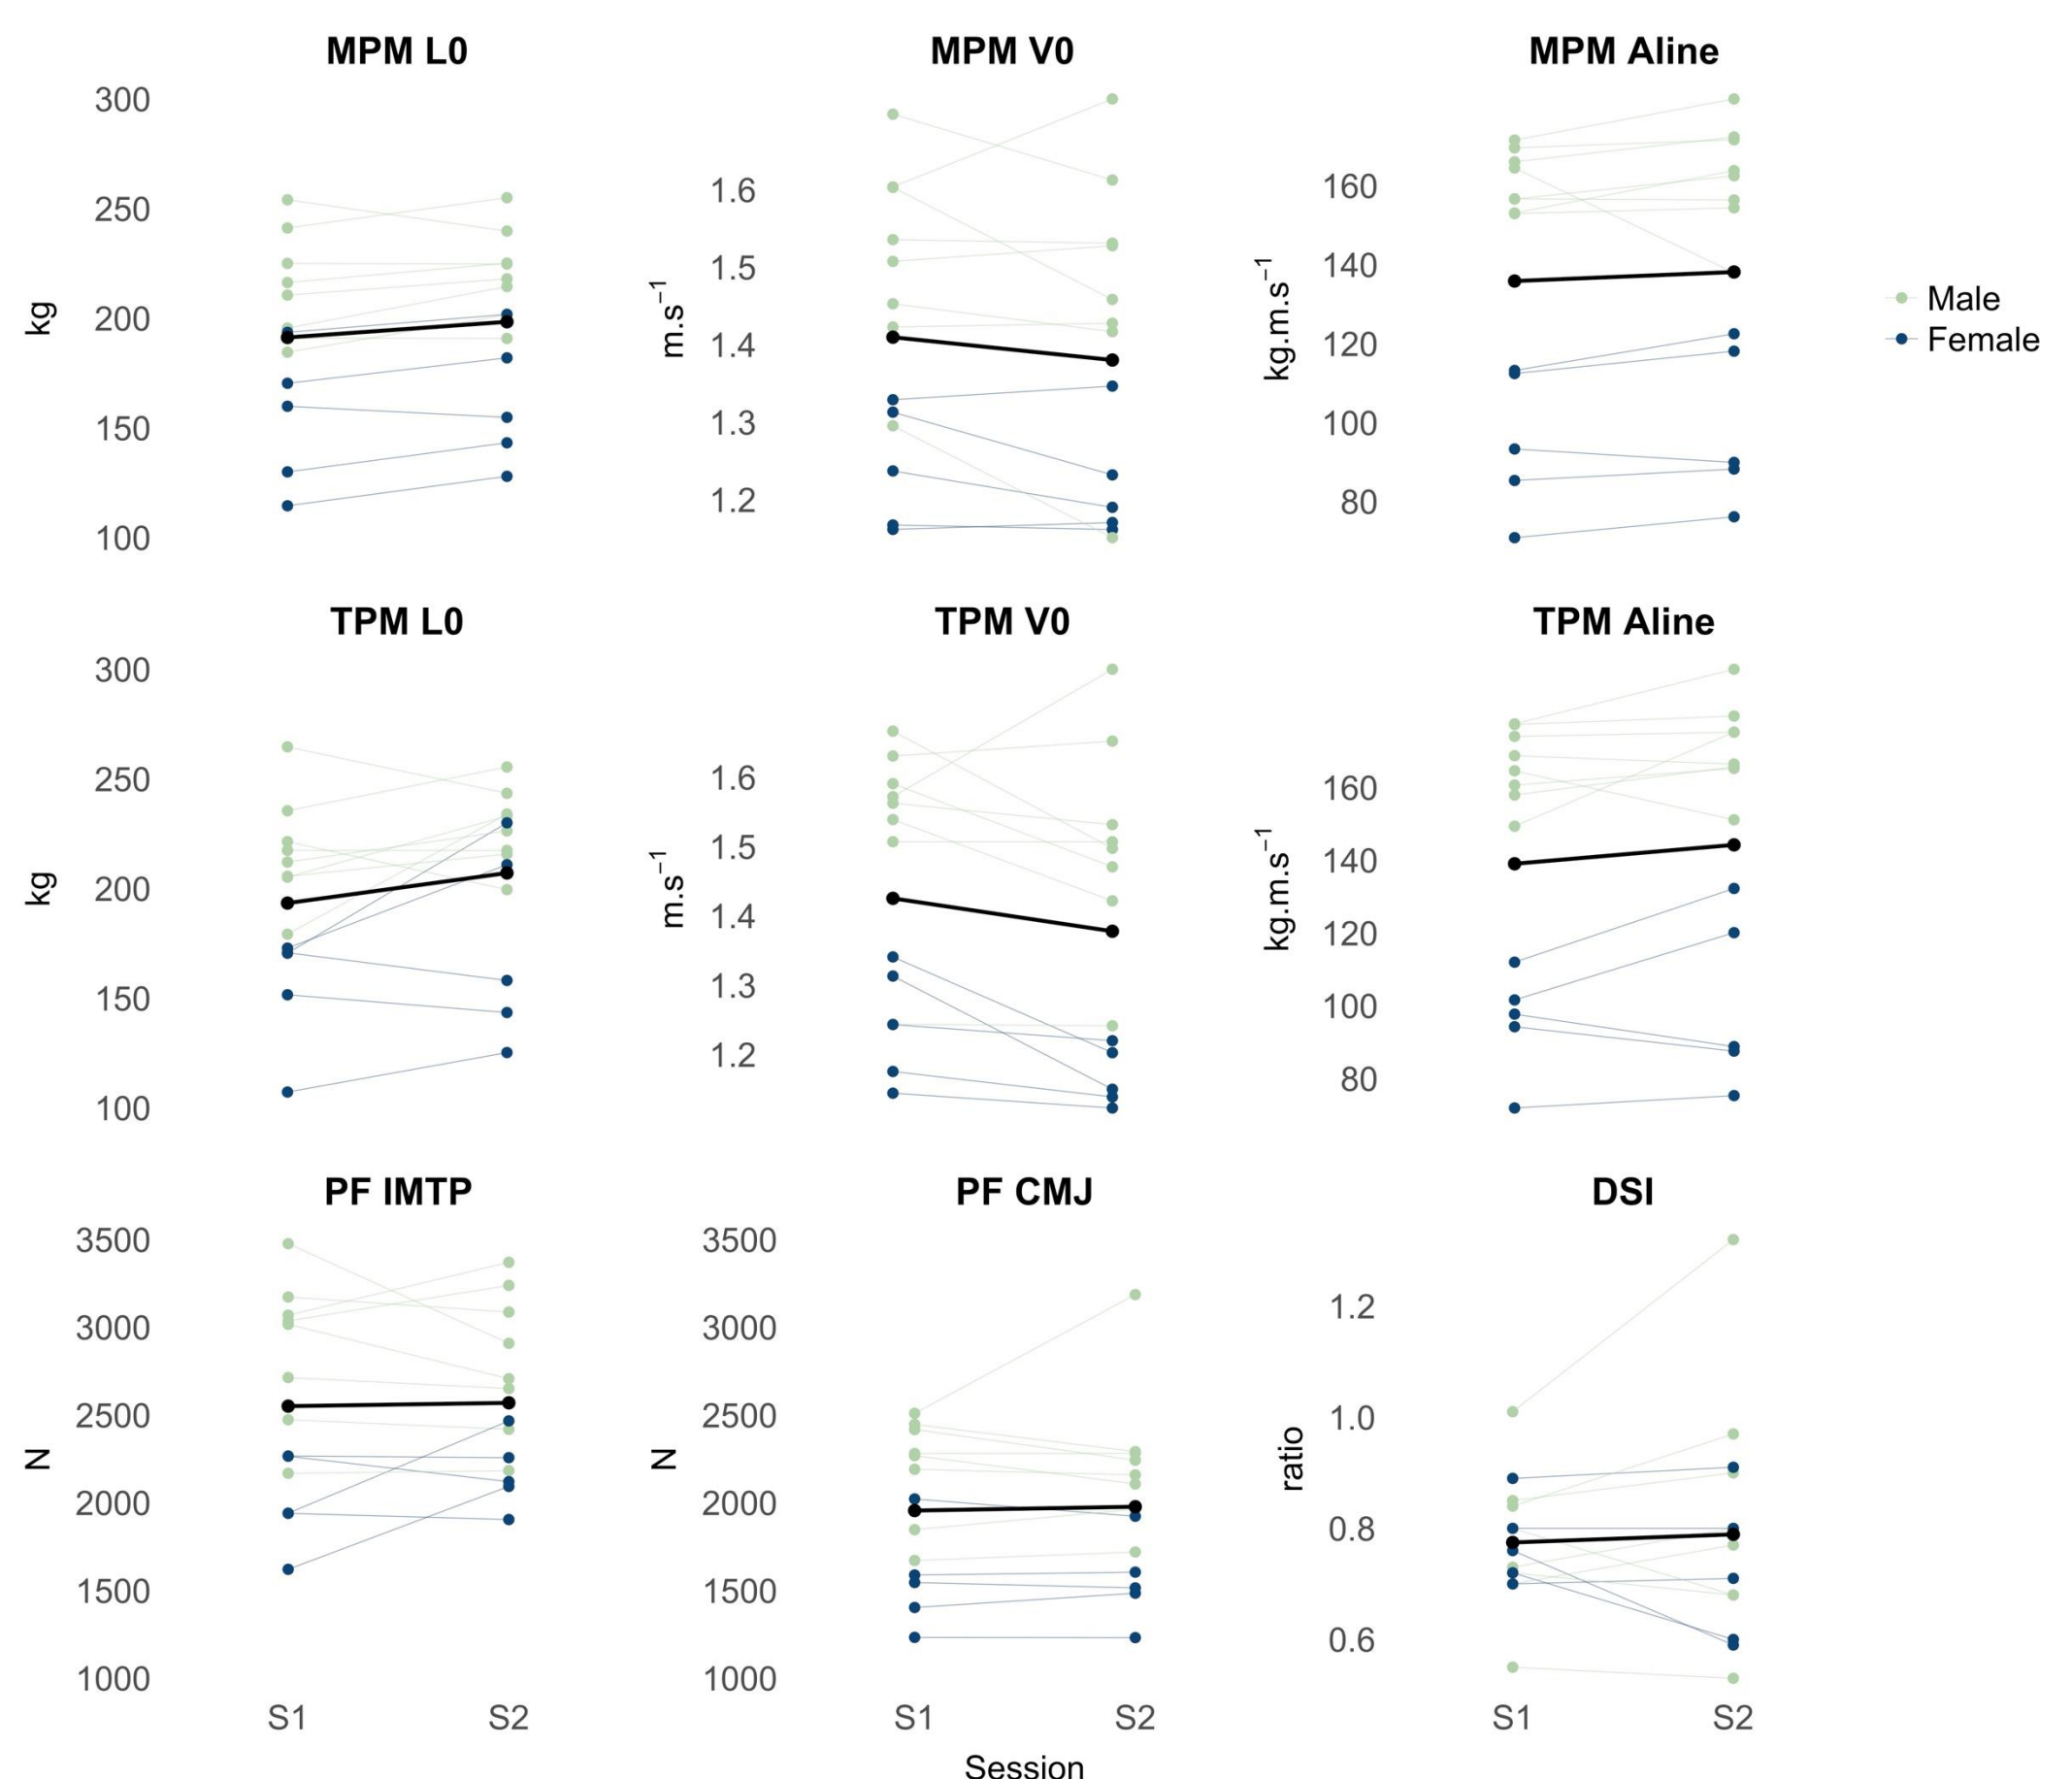 MPM L0
MPM V0
MPM Aline
300
250
200
150
100
kg
1.6
1.5
1.4
1.3
1.2
m.s⁻¹
160
140
120
100
80
kg.m.s⁻¹
Male
Female
TPM L0
TPM V0
TPM Aline
300
250
200
150
100
kg
1.6
1.5
1.4
1.3
1.2
m.s⁻¹
160
140
120
100
80
kg.m.s⁻¹
PF IMTP
PF CMJ
DSI
3500
3000
2500
2000
1500
1000
N
3500
3000
2500
2000
1500
1000
N
1.2
1.0
0.8
0.6
ratio
S1 S2
S1 S2
S1 S2
Session